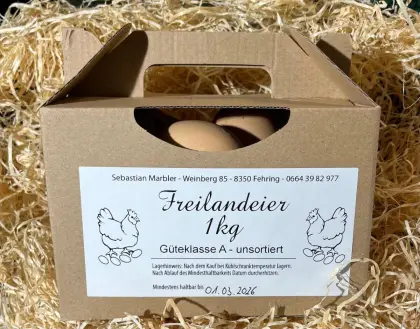 Sebastian Marbler - Weinberg 85 - 8350 Fehring - 0664 39 82 977
Freilandeier
1kg
Güteklasse A - unsortiert
Lagerhinweis: Nach dem Kauf bei Kühlschranktemperatur lagern.
Nach Ablauf des Mindesthaltbarkeits Datum durcherhitzen.
Mindestens haltbar bis 01.03.2026